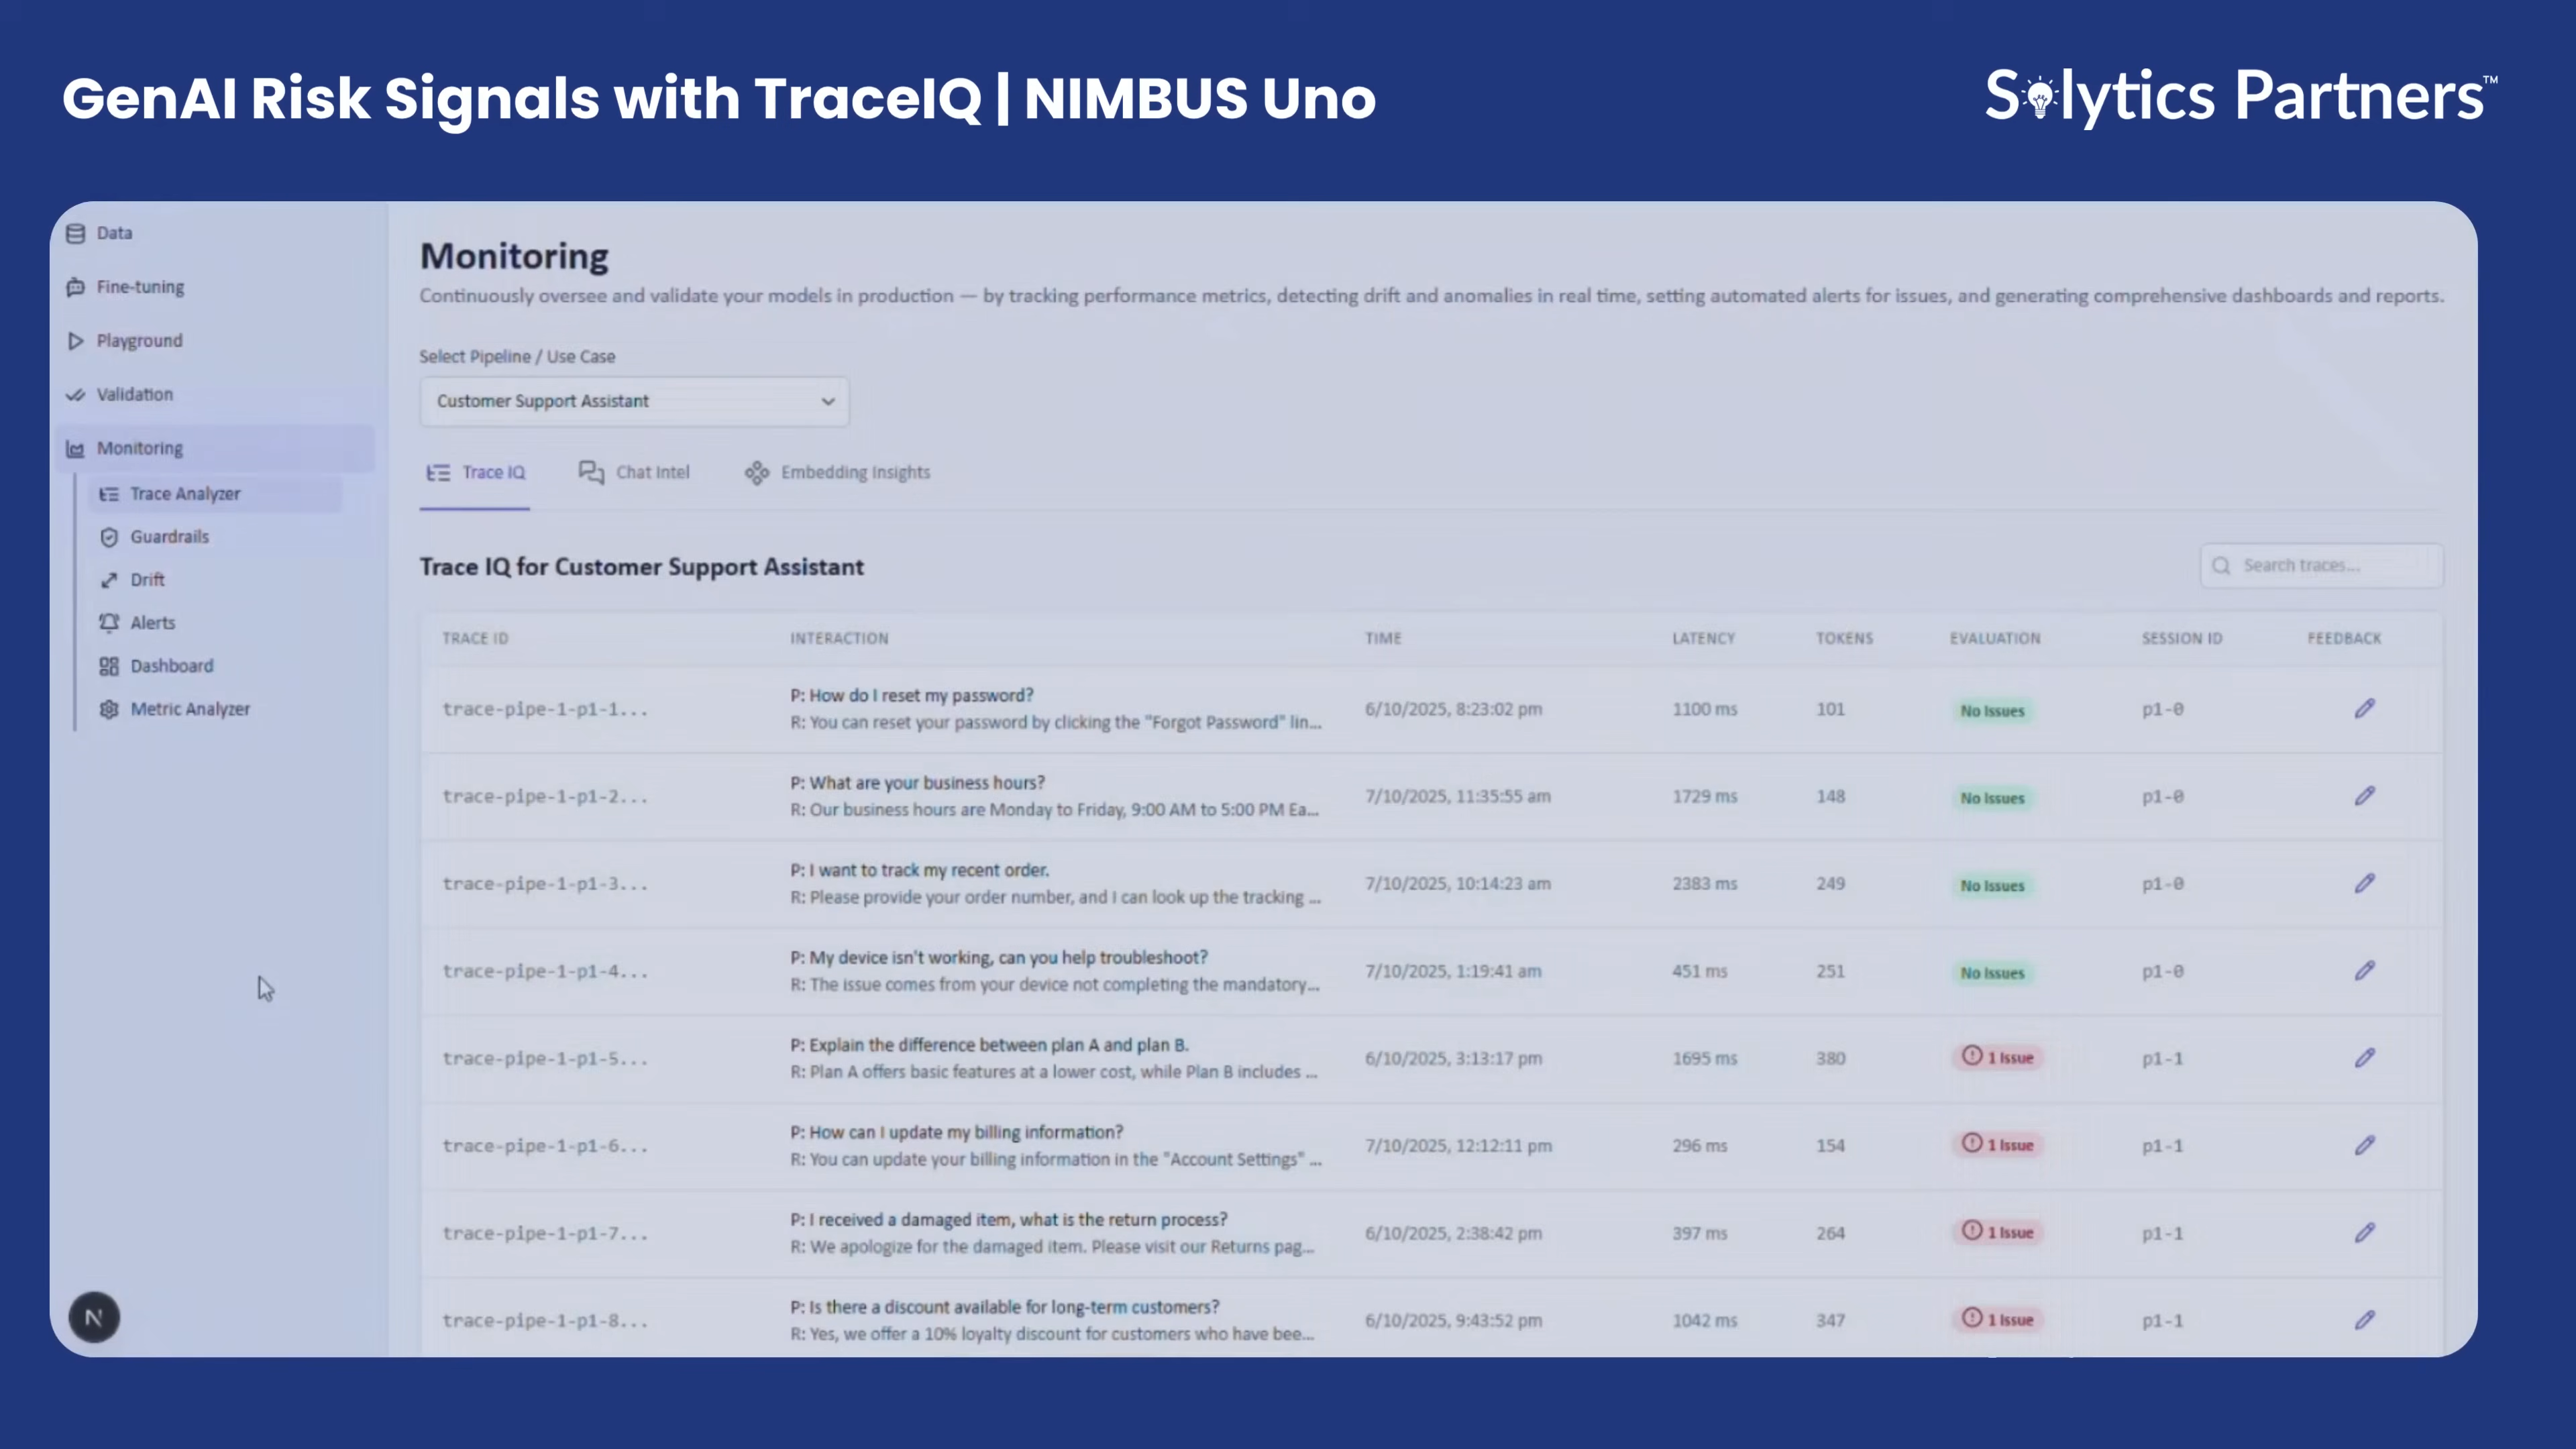 GenAI Risk Signals with TraceIQ | NIMBUS Uno
Solytics Partners™
Data
Fine-tuning
Playground
Validation
Monitoring
Trace Analyzer
Guardrails
Drift
Alerts
Dashboard
Metric Analyzer
N
Monitoring
Continuously oversee and validate your models in production — by tracking performance metrics, detecting drift and anomalies in real time, setting automated alerts for issues, and generating comprehensive dashboards and reports.
Select Pipeline / Use Case
Customer Support Assistant
Trace IQ Chat Intel Embedding Insights
Trace IQ for Customer Support Assistant
Search traces...
TRACE ID INTERACTION TIME LATENCY TOKENS EVALUATION SESSION ID FEEDBACK
trace-pipe-1-p1-1... P: How do I reset my password? 6/10/2025, 8:23:02 pm 1100 ms 101 No Issues p1-0
R: You can reset your password by clicking the "Forgot Password" lin...
trace-pipe-1-p1-2... P: What are your business hours? 7/10/2025, 11:35:55 am 1729 ms 148 No Issues p1-0
R: Our business hours are Monday to Friday, 9:00 AM to 5:00 PM Ea...
trace-pipe-1-p1-3... P: I want to track my recent order. 7/10/2025, 10:14:23 am 2383 ms 249 No Issues p1-0
R: Please provide your order number, and I can look up the tracking ...
trace-pipe-1-p1-4... P: My device isn't working, can you help troubleshoot? 7/10/2025, 1:19:41 am 451 ms 251 No Issues p1-0
R: The issue comes from your device not completing the mandatory...
trace-pipe-1-p1-5... P: Explain the difference between plan A and plan B. 6/10/2025, 3:13:17 pm 1695 ms 380 1 Issue p1-1
R: Plan A offers basic features at a lower cost, while Plan B includes ...
trace-pipe-1-p1-6... P: How can I update my billing information? 7/10/2025, 12:12:11 pm 296 ms 154 1 Issue p1-1
R: You can update your billing information in the "Account Settings" ...
trace-pipe-1-p1-7... P: I received a damaged item, what is the return process? 6/10/2025, 2:38:42 pm 397 ms 264 1 Issue p1-1
R: We apologize for the damaged item. Please visit our Returns pag...
trace-pipe-1-p1-8... P: Is there a discount available for long-term customers? 6/10/2025, 9:43:52 pm 1042 ms 347 1 Issue p1-1
R: Yes, we offer a 10% loyalty discount for customers who have bee...